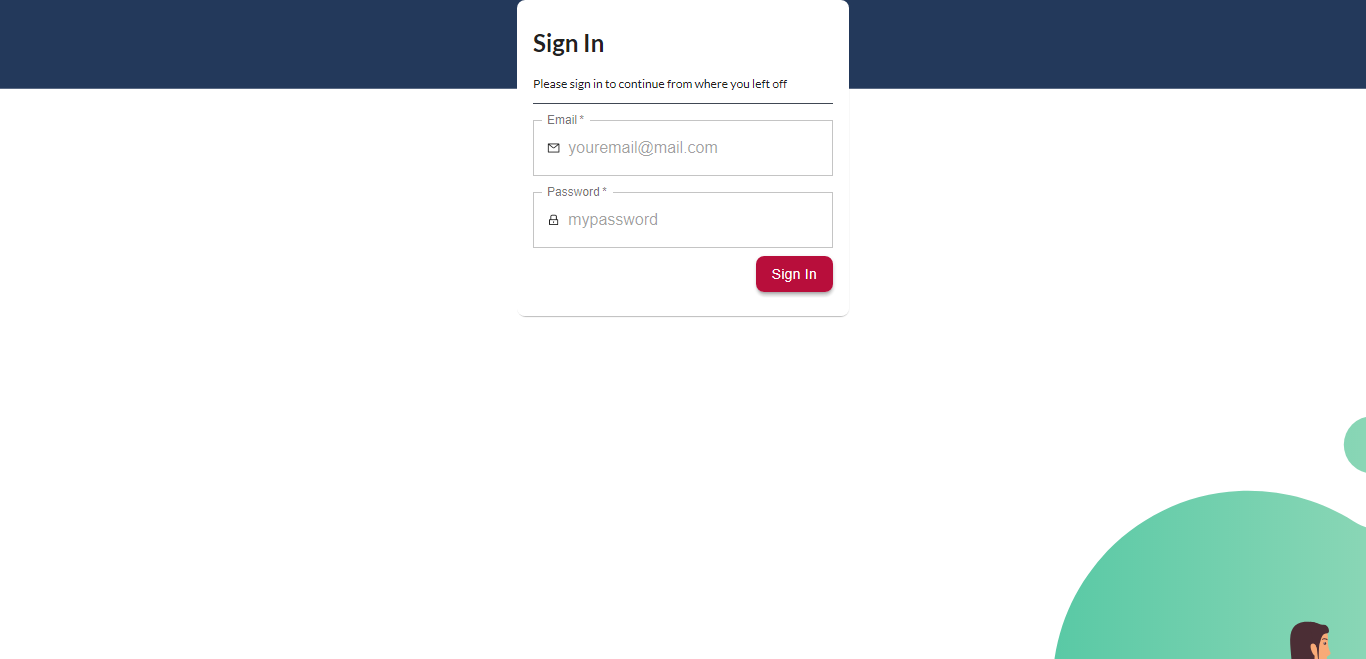 Sign In
Please sign in to continue from where you left off
Email *
youremail@mail.com
Password *
mypassword
Sign In